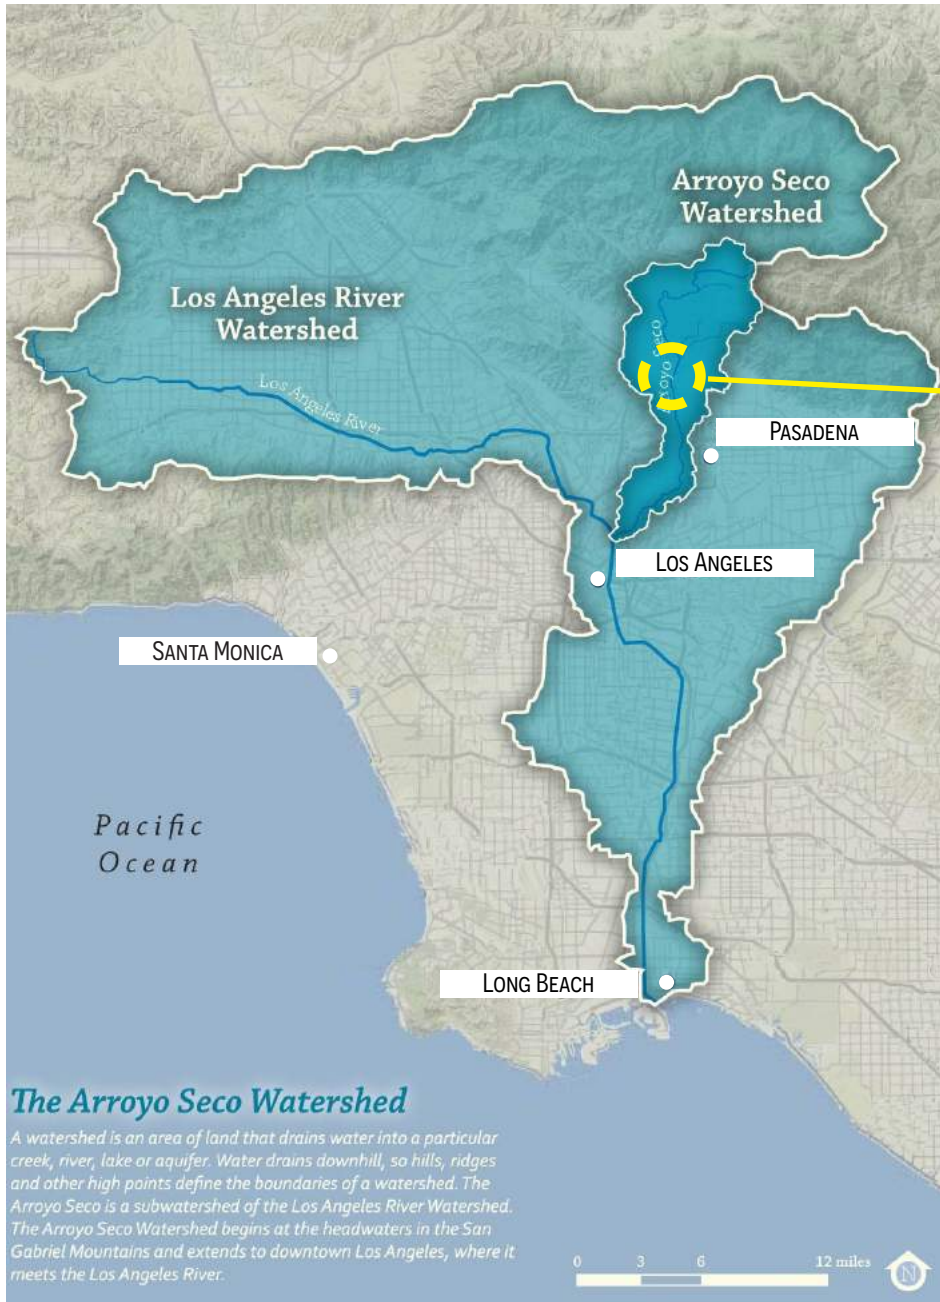 Arroyo Seco
Watershed
Los Angeles River
Watershed
Arroyo Seco
Los Angeles River
PASADENA
LOS ANGELES
SANTA MONICA
Pacific
Ocean
LONG BEACH
The Arroyo Seco Watershed
A watershed is an area of land that drains water into a particular
creek, river, lake or aquifer. Water drains downhill, so hills, ridges
and other high points define the boundaries of a watershed. The
Arroyo Seco is a subwatershed of the Los Angeles River Watershed.
The Arroyo Seco Watershed begins at the headwaters in the San
Gabriel Mountains and extends to downtown Los Angeles, where it
meets the Los Angeles River.
0 3 6 12 miles
N